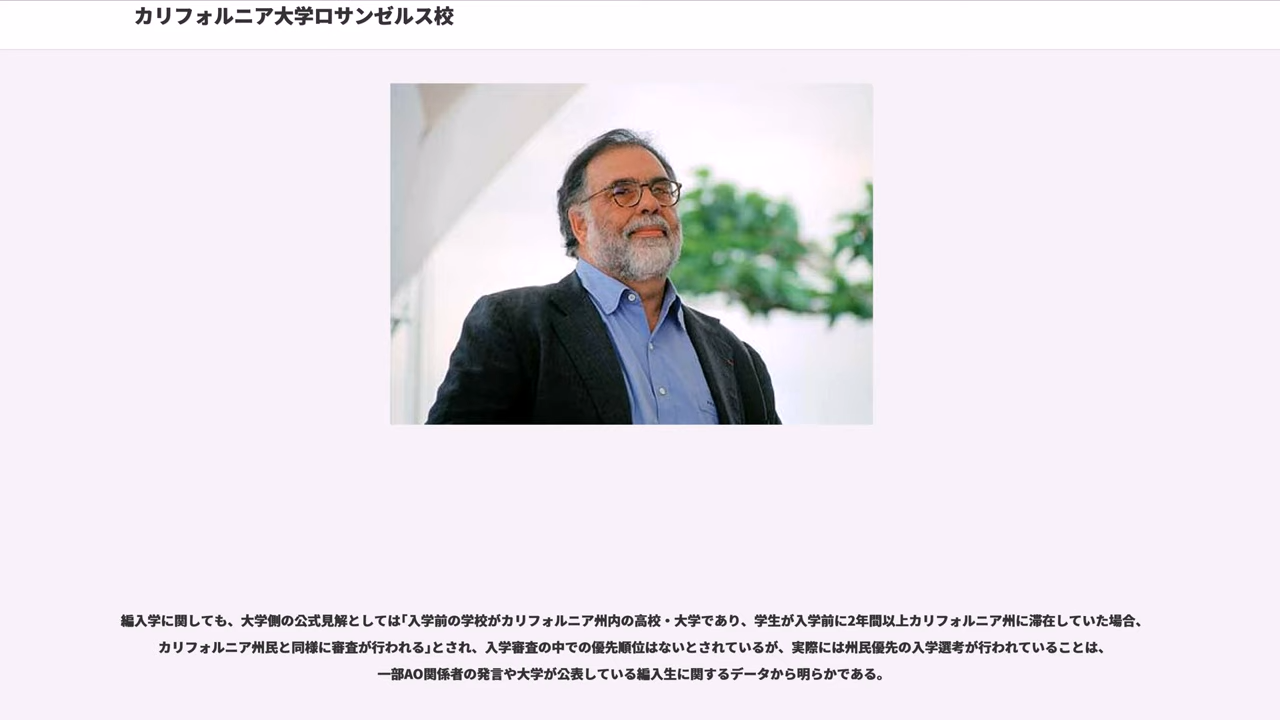 カリフォルニア大学ロサンゼルス校
編入学に関しても、大学側の公式見解としては「入学前の学校がカリフォルニア州内の高校・大学であり、学生が入学前に2年間以上カリフォルニア州に滞在していた場合、
カリフォルニア州民と同様に審査が行われる」とされ、入学審査の中での優先順位はないとされているが、実際には州民優先の入学選考が行われていることは、
一部AO関係者の発言や大学が公表している編入生に関するデータから明らかである。